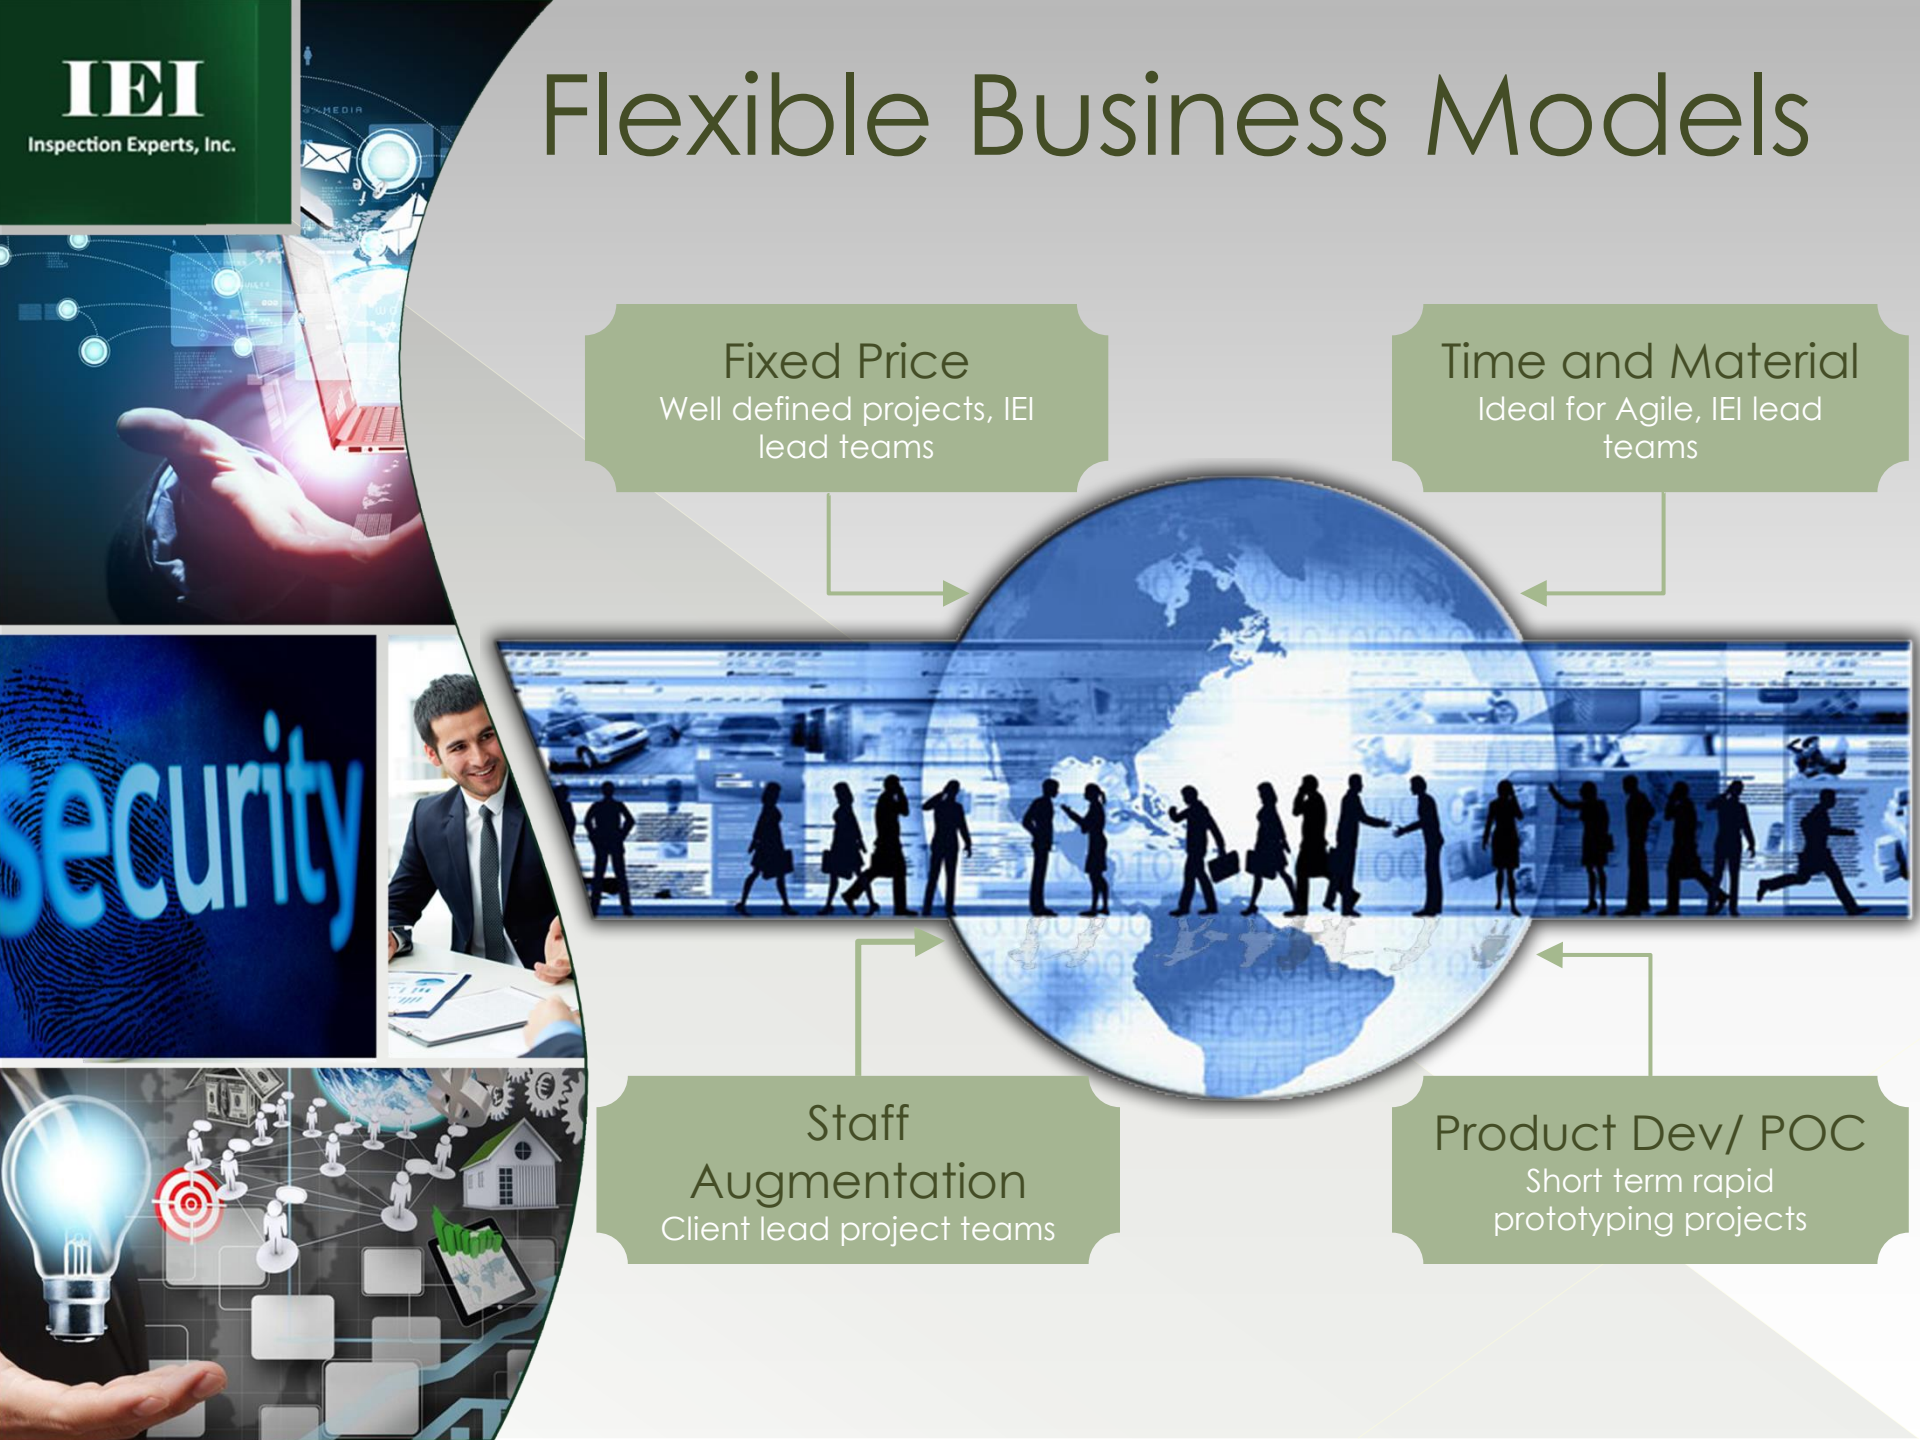 IEI
Inspection Experts, Inc.
Flexible Business Models
MEDIA
Fixed Price
Well defined projects, IEI
lead teams
Time and Material
Ideal for Agile, IEI lead
teams
security
Staff
Augmentation
Client lead project teams
Product Dev/ POC
Short term rapid
prototyping projects